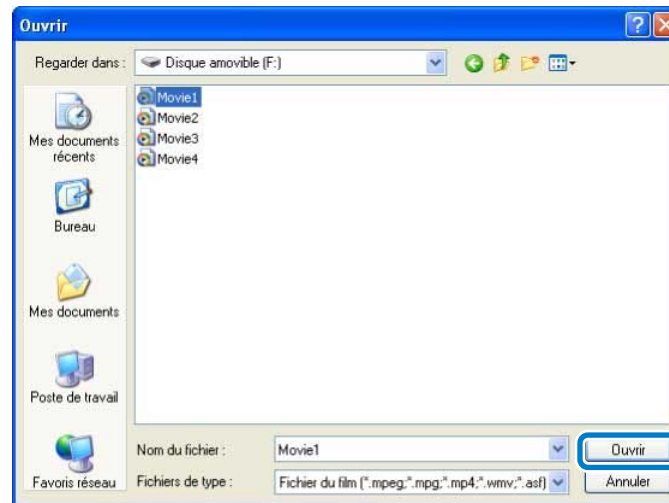 Ouvrir
Regarder dans :
Disque amovible (F:)
Movie1
Movie2
Movie3
Movie4
Mes documents
récents
Bureau
Mes documents
Poste de travail
Favoris réseau
Nom du fichier :
Movie1
Ouvrir
Fichiers de type :
Fichier du film (*.mpeg;*.mpg;*.mp4;*.wmv;*.asf)
Annuler